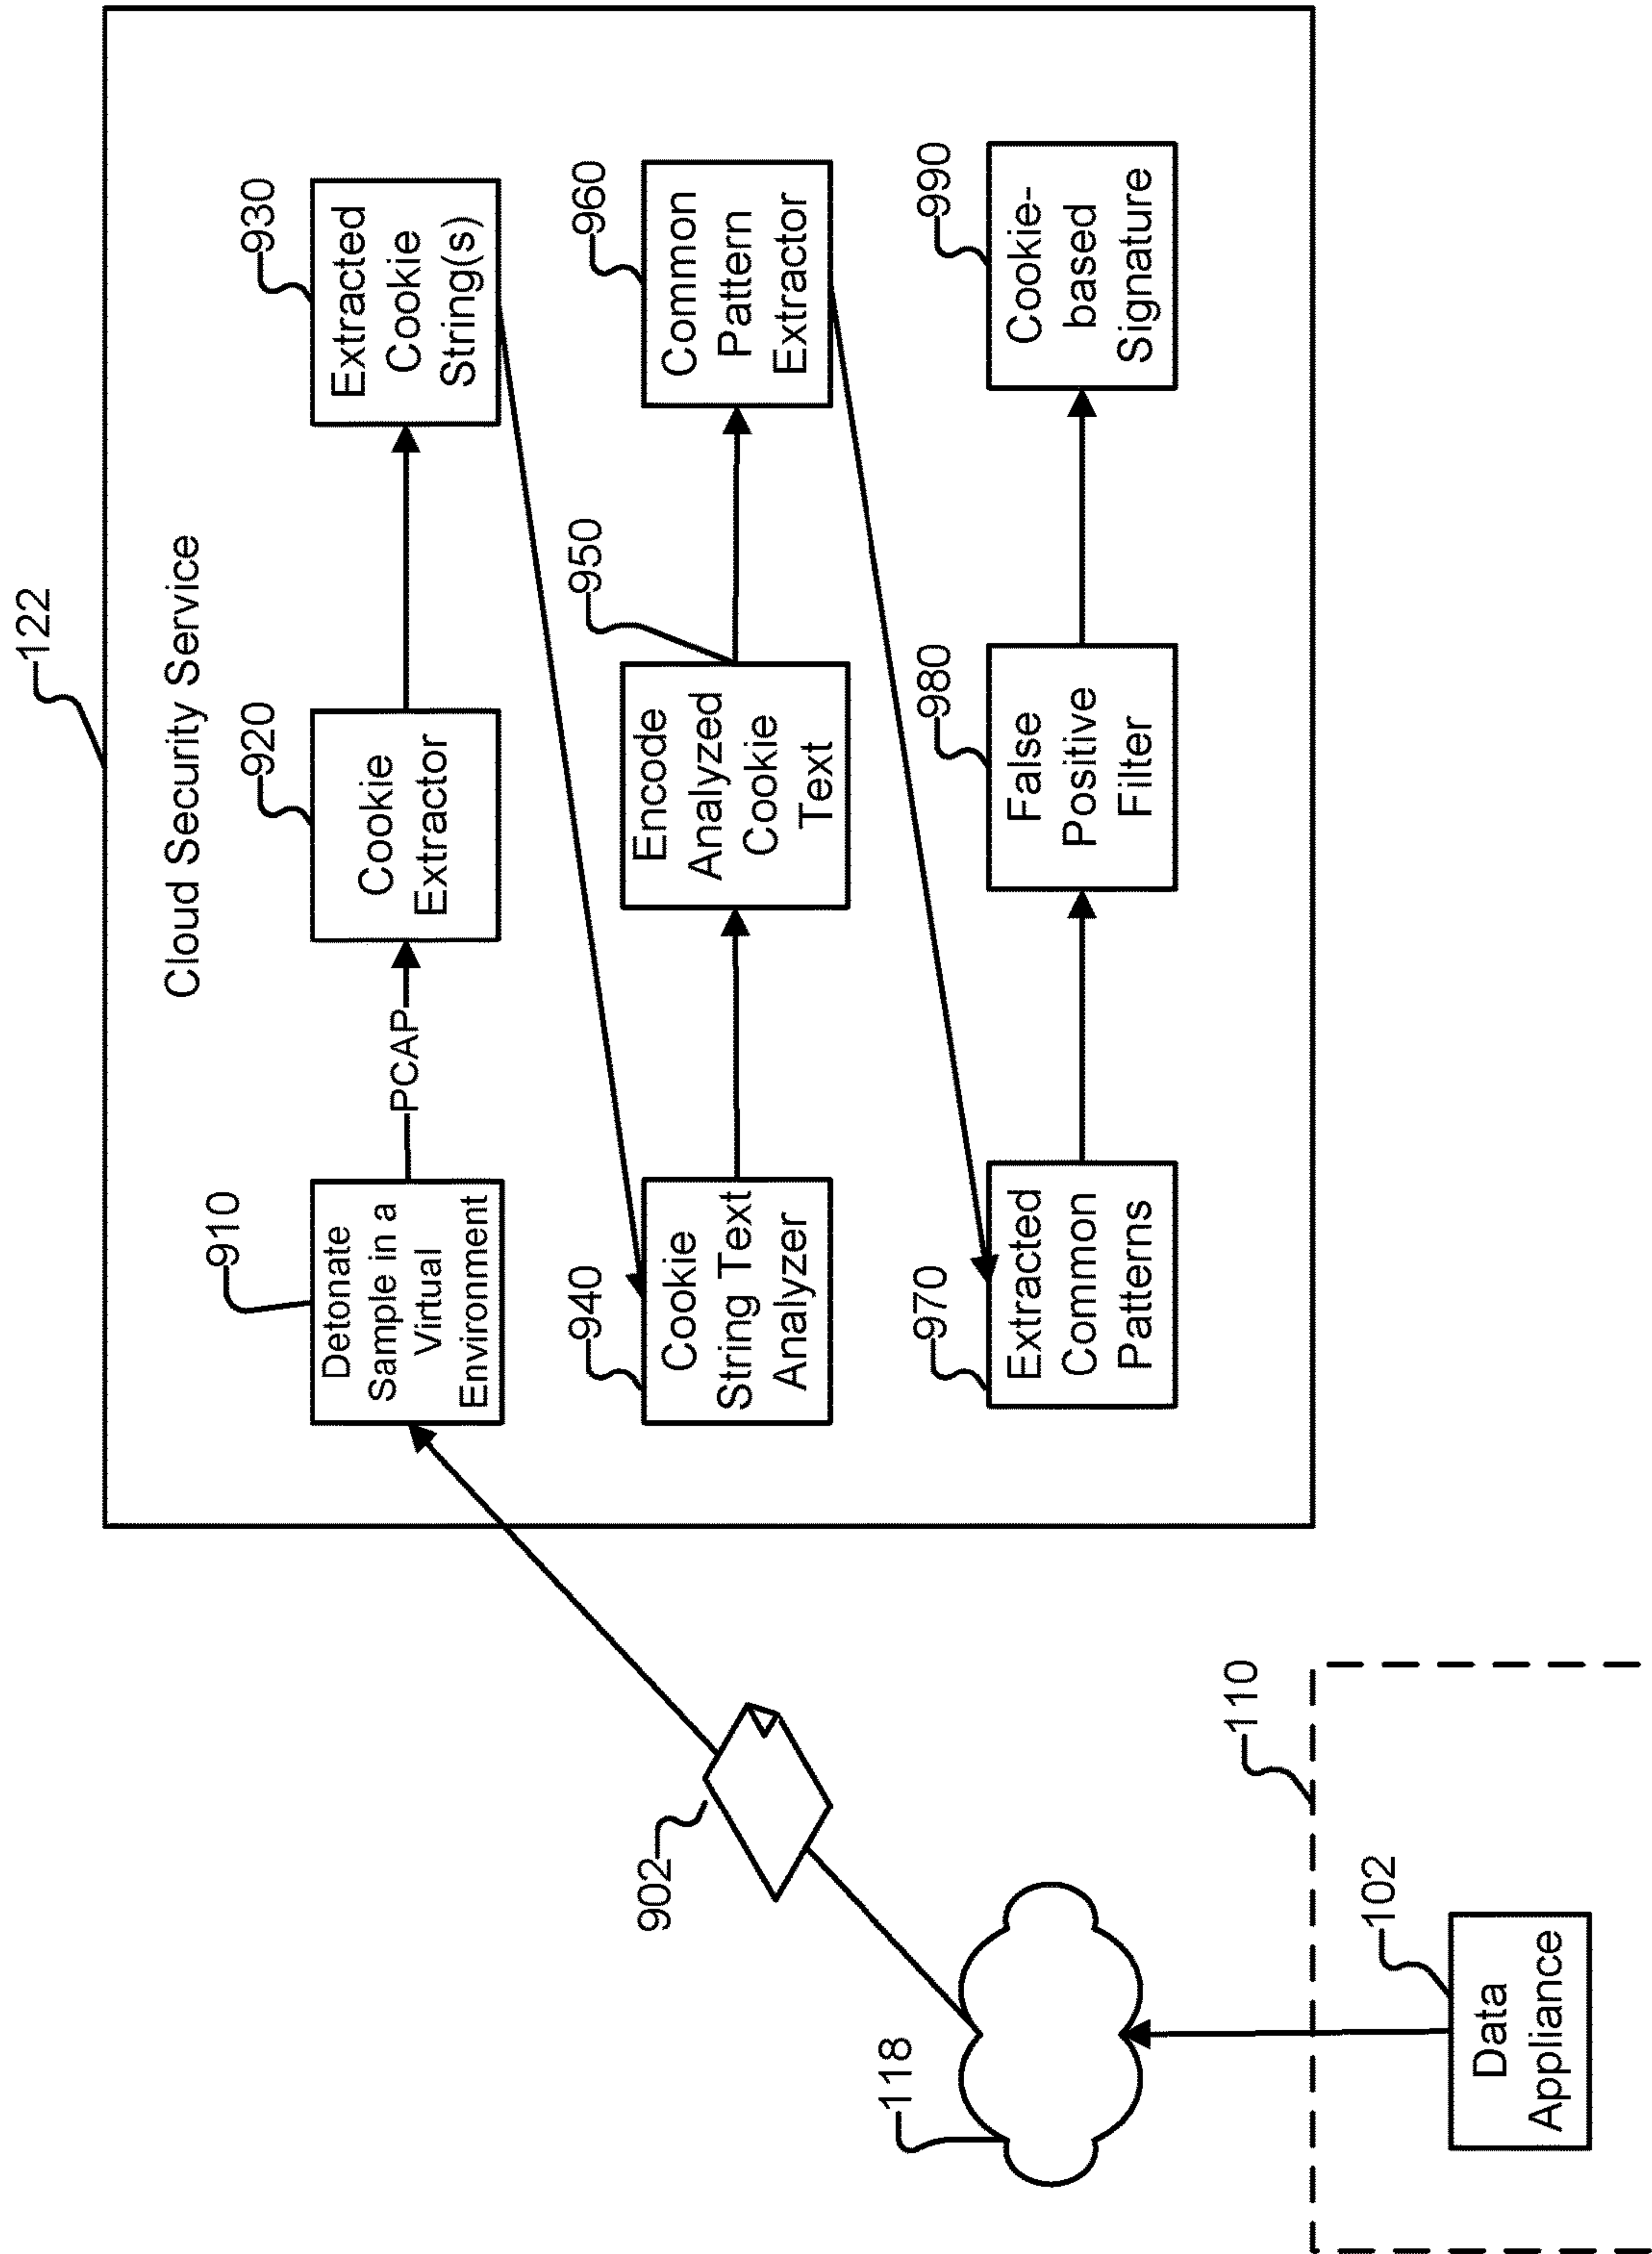 122
Cloud Security Service
910
Detonate
Sample in a
Virtual
Environment
PCAP
920
Cookie
Extractor
930
Extracted
Cookie
String(s)
940
Cookie
String Text
Analyzer
950
Encode
Analyzed
Cookie
Text
960
Common
Pattern
Extractor
970
Extracted
Common
Patterns
980
False
Positive
Filter
990
Cookie-
based
Signature
902
118
110
102
Data
Appliance